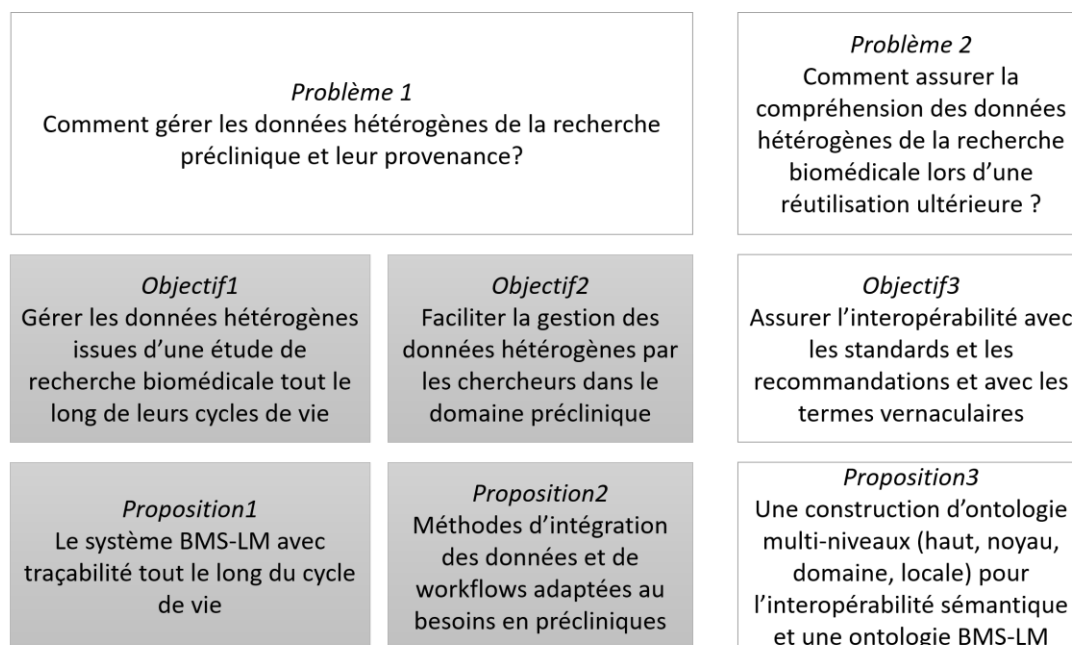 Problème 1
Comment gérer les données hétérogènes de la recherche
préclinique et leur provenance?
Problème 2
Comment assurer la
compréhension des données
hétérogènes de la recherche
biomédicale lors d’une
réutilisation ultérieure ?
Objectif1
Gérer les données hétérogènes
issues d’une étude de
recherche biomédicale tout le
long de leurs cycles de vie
Objectif2
Faciliter la gestion des
données hétérogènes par
les chercheurs dans le
domaine préclinique
Objectif3
Assurer l’interopérabilité avec
les standards et les
recommandations et avec les
termes vernaculaires
Proposition1
Le système BMS-LM avec
traçabilité tout le long du cycle
de vie
Proposition2
Méthodes d’intégration
des données et de
workflows adaptées au
besoins en précliniques
Proposition3
Une construction d’ontologie
multi-niveaux (haut, noyau,
domaine, locale) pour
l’interopérabilité sémantique
et une ontologie BMS-LM